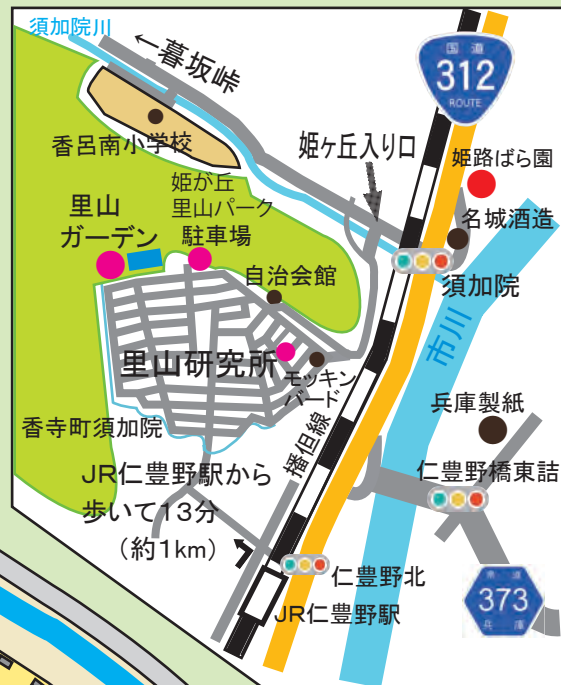 須加院川
←暮坂峠
国道
312
ROUTE
香呂南小学校
姫ヶ丘入り口
姫路ばら園
姫が丘
里山パーク
駐車場
里山
ガーデン
名城酒造
自治会館
須加院
市川
里山研究所
モッキン
バード
兵庫製紙
播但線
香寺町須加院
仁豊野橋東詰
JR仁豊野駅から
歩いて13分
（約1km）
仁豊野北
県道
373
兵庫
JR仁豊野駅